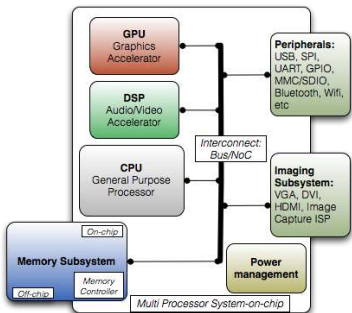 GPU
Graphics
Accelerator
DSP
Audio/Video
Accelerator
CPU
General Purpose
Processor
Interconnect:
Bus/NoC
Peripherals:
USB, SPI,
UART, GPIO,
MMC/SDIO,
Bluetooth, Wifi,
etc
Imaging
Subsystem:
VGA, DVI,
HDMI, Image
Capture ISP
On-chip
Memory Subsystem
Memory
Controller
Off-chip
Power
management
Multi Processor System-on-chip